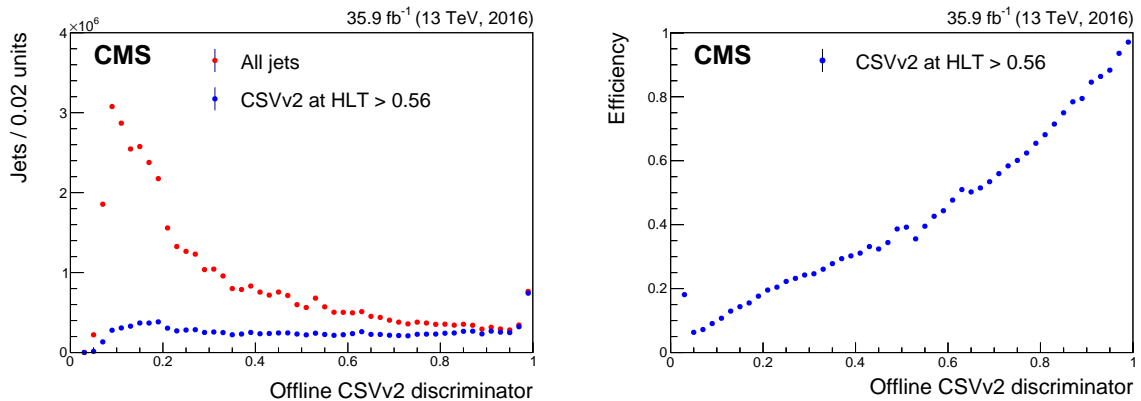 35.9 fb⁻¹ (13 TeV, 2016)
×10⁶
CMS
All jets
CSVv2 at HLT > 0.56
Jets / 0.02 units
4
3
2
1
0
0 0.2 0.4 0.6 0.8 1
Offline CSVv2 discriminator
35.9 fb⁻¹ (13 TeV, 2016)
CMS
CSVv2 at HLT > 0.56
Efficiency
1
0.8
0.6
0.4
0.2
0
0 0.2 0.4 0.6 0.8 1
Offline CSVv2 discriminator